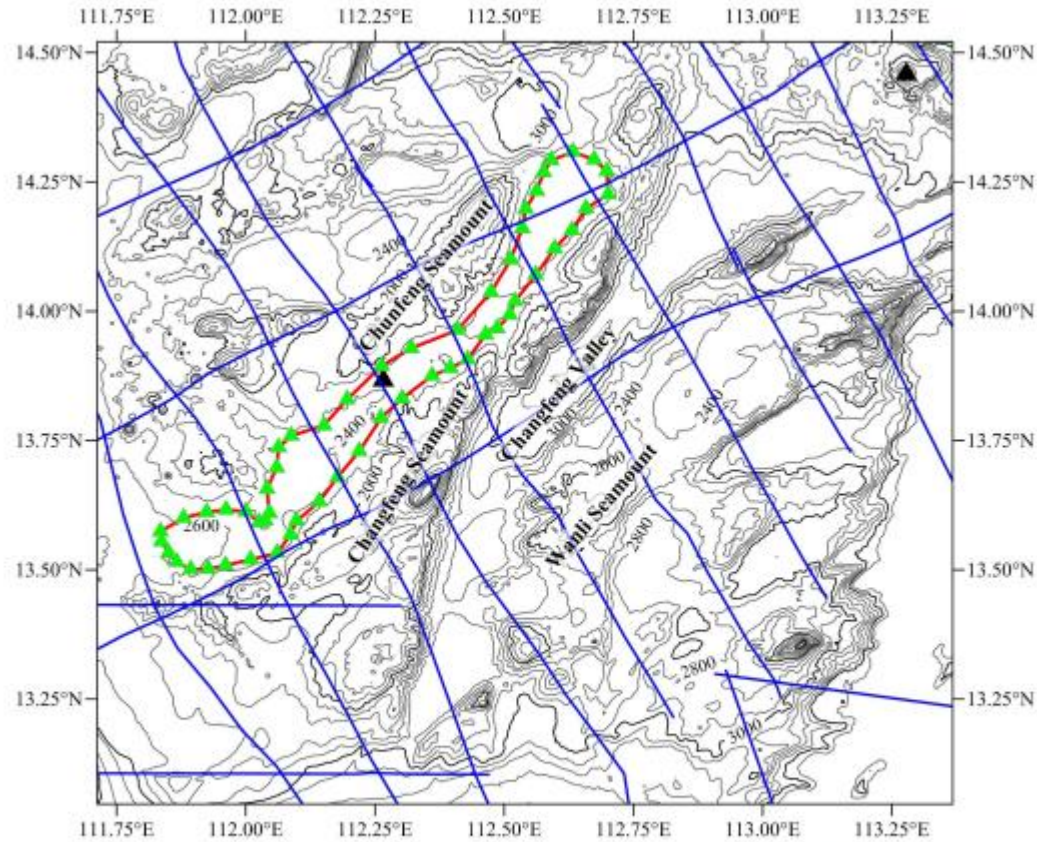 111.75°E 112.00°E 112.25°E 112.50°E 112.75°E 113.00°E 113.25°E
14.50°N 14.50°N
3000
14.25°N 14.25°N
2400
Chunfeng Seamount
2000
14.00°N 14.00°N
Changfeng Valley
2400
2400
3000
13.75°N 13.75°N
2400
2600
Changfeng Seamount
2600
Wanli Seamount
2600
2800
13.50°N 13.50°N
2800
13.25°N 13.25°N
3000
111.75°E 112.00°E 112.25°E 112.50°E 112.75°E 113.00°E 113.25°E